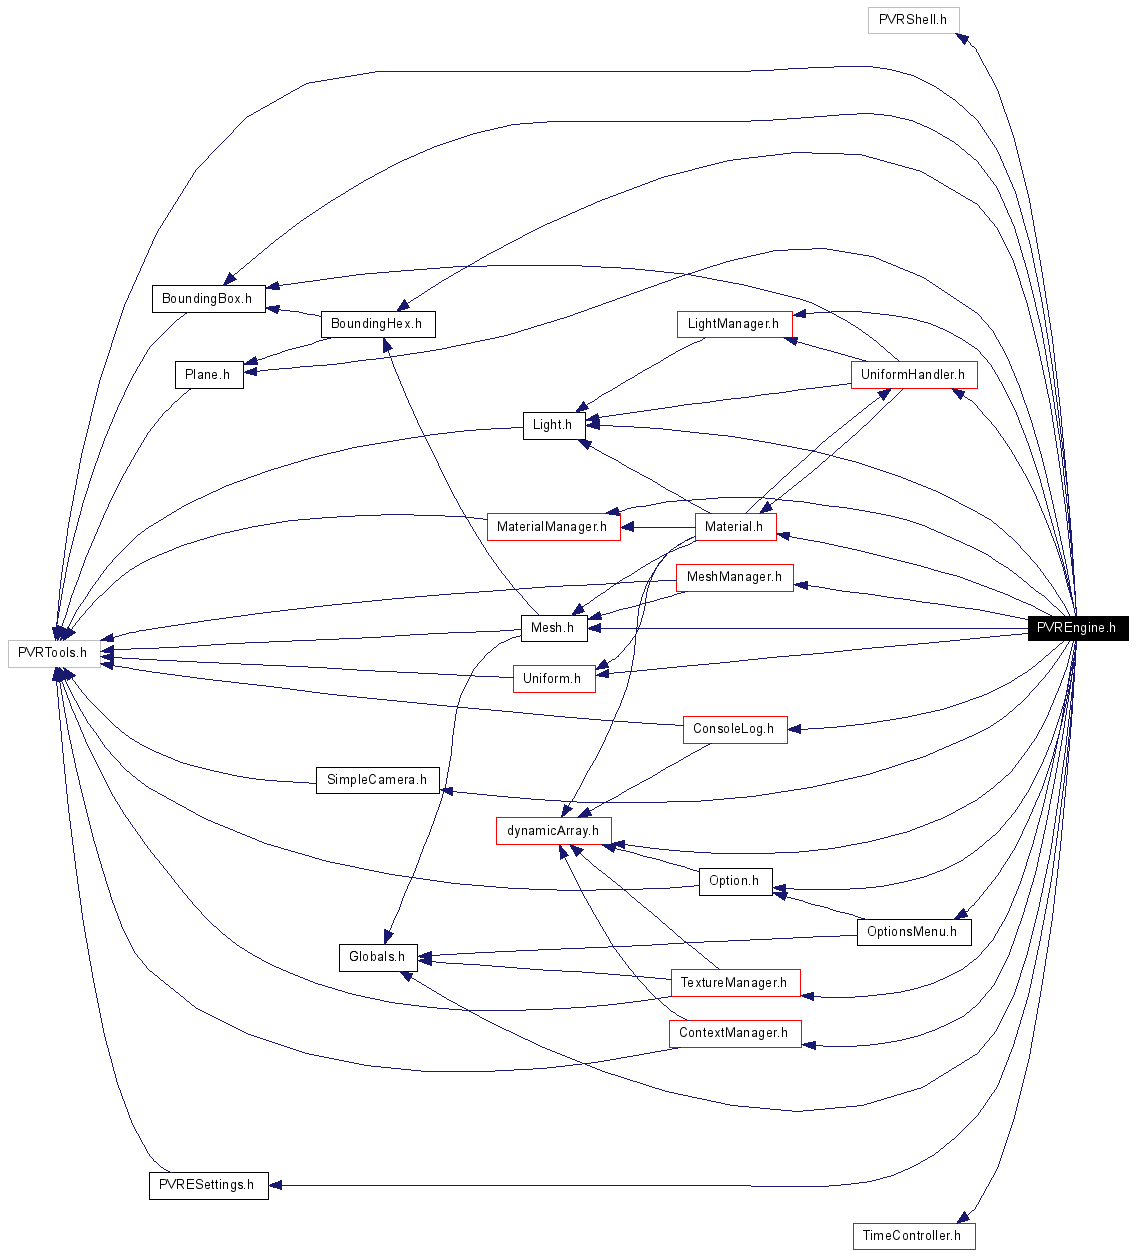 PVRShell.h
BoundingBox.h
BoundingHex.h
LightManager.h
Plane.h
UniformHandler.h
Light.h
MaterialManager.h
Material.h
MeshManager.h
Mesh.h
PVREngine.h
PVRTools.h
Uniform.h
ConsoleLog.h
SimpleCamera.h
dynamicArray.h
Option.h
OptionsMenu.h
Globals.h
TextureManager.h
ContextManager.h
PVRESettings.h
TimeController.h